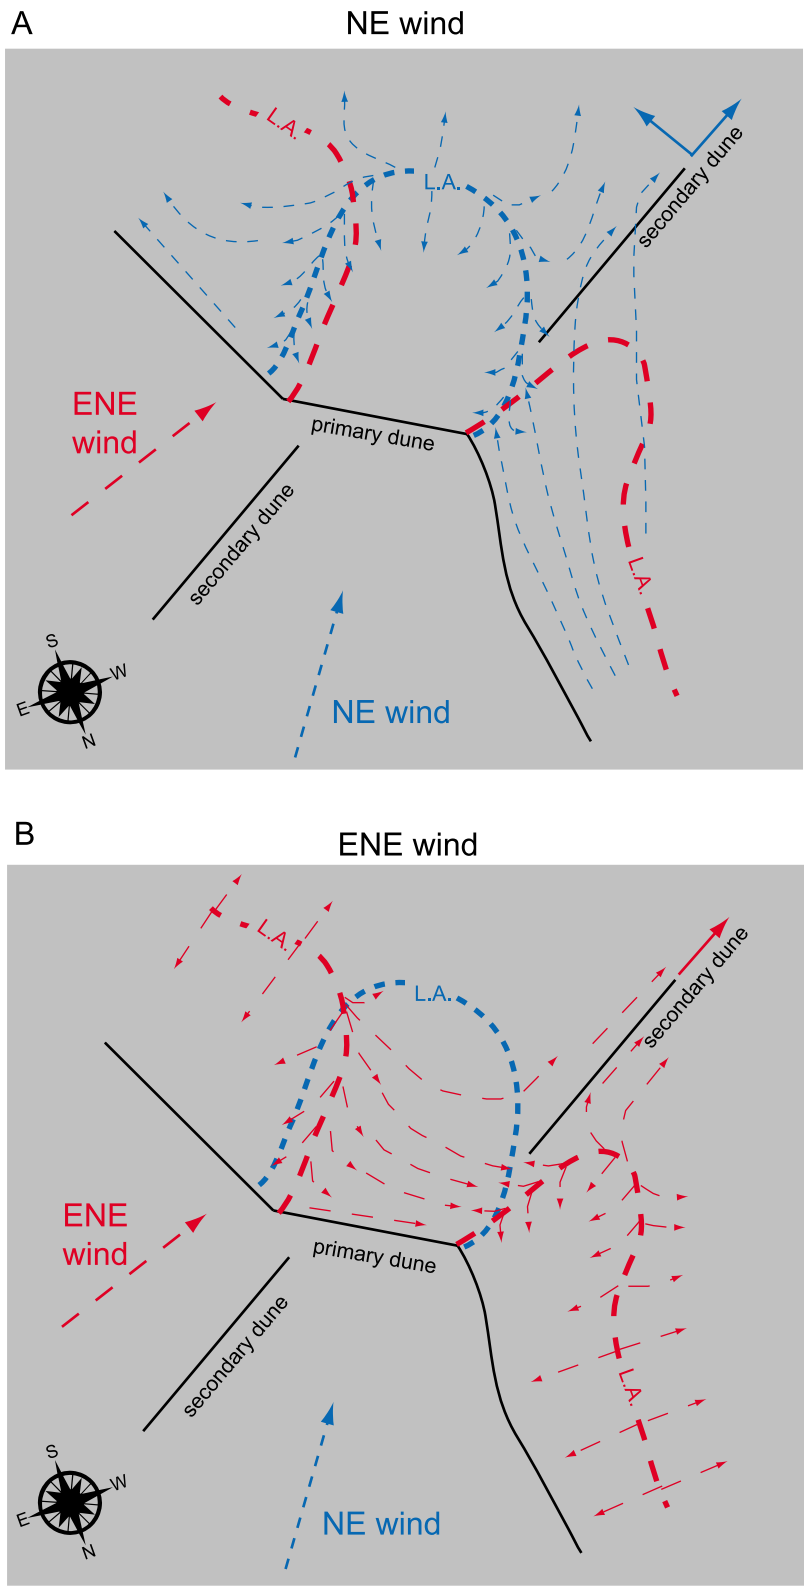 A
NE wind
L.A.
L.A.
secondary dune
ENE
wind
primary dune
secondary dune
L.A.
S
W
E
N
NE wind
B
ENE wind
L.A.
L.A.
secondary dune
ENE
wind
primary dune
secondary dune
L.A.
S
W
E
N
NE wind